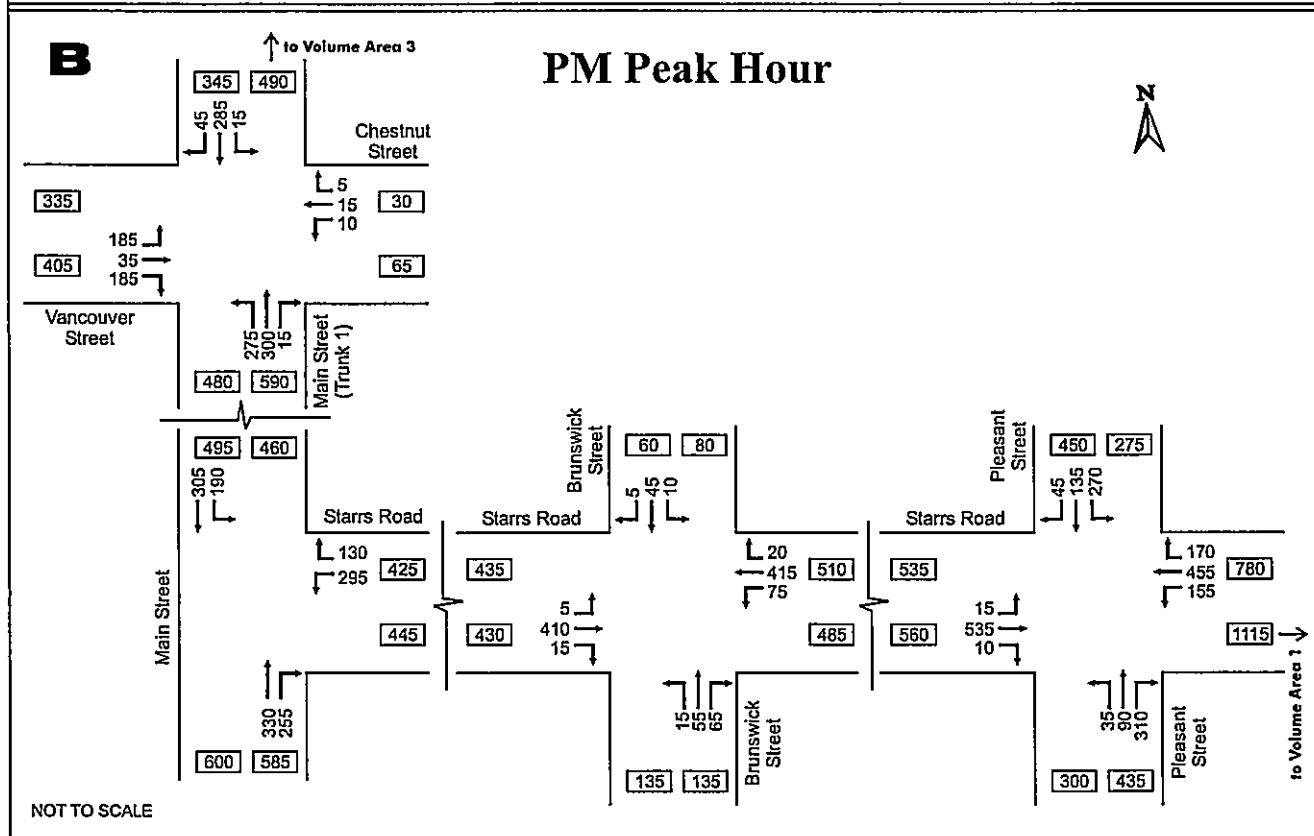 B
PM Peak Hour
to Volume Area 3
N
345 490
45 285 15
Chestnut
Street
335
5
15
10
30
185
35
185
405
65
Vancouver
Street
275 300 15
Main Street
(Trunk 1)
480 590
495 460
305 190
Main Street
Starrs Road
130
295
425
445
330 255
600 585
Starrs Road
Brunswick
Street
60 80
5 45 10
435
430
5
410
15
20
415
75
510
485
15 55 65
Brunswick
Street
135 135
Starrs Road
Pleasant
Street
450 275
45 135 270
535
560
15
535
10
170
455
155
780
1115
to Volume Area 1
35 90 310
Pleasant
Street
300 435
NOT TO SCALE